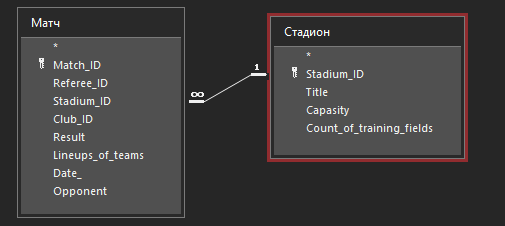 Матч
*
Match_ID
Referee_ID
Stadium_ID
Club_ID
Result
Lineups_of_teams
Date_
Opponent
∞
1
Стадион
*
Stadium_ID
Title
Capasity
Count_of_training_fields